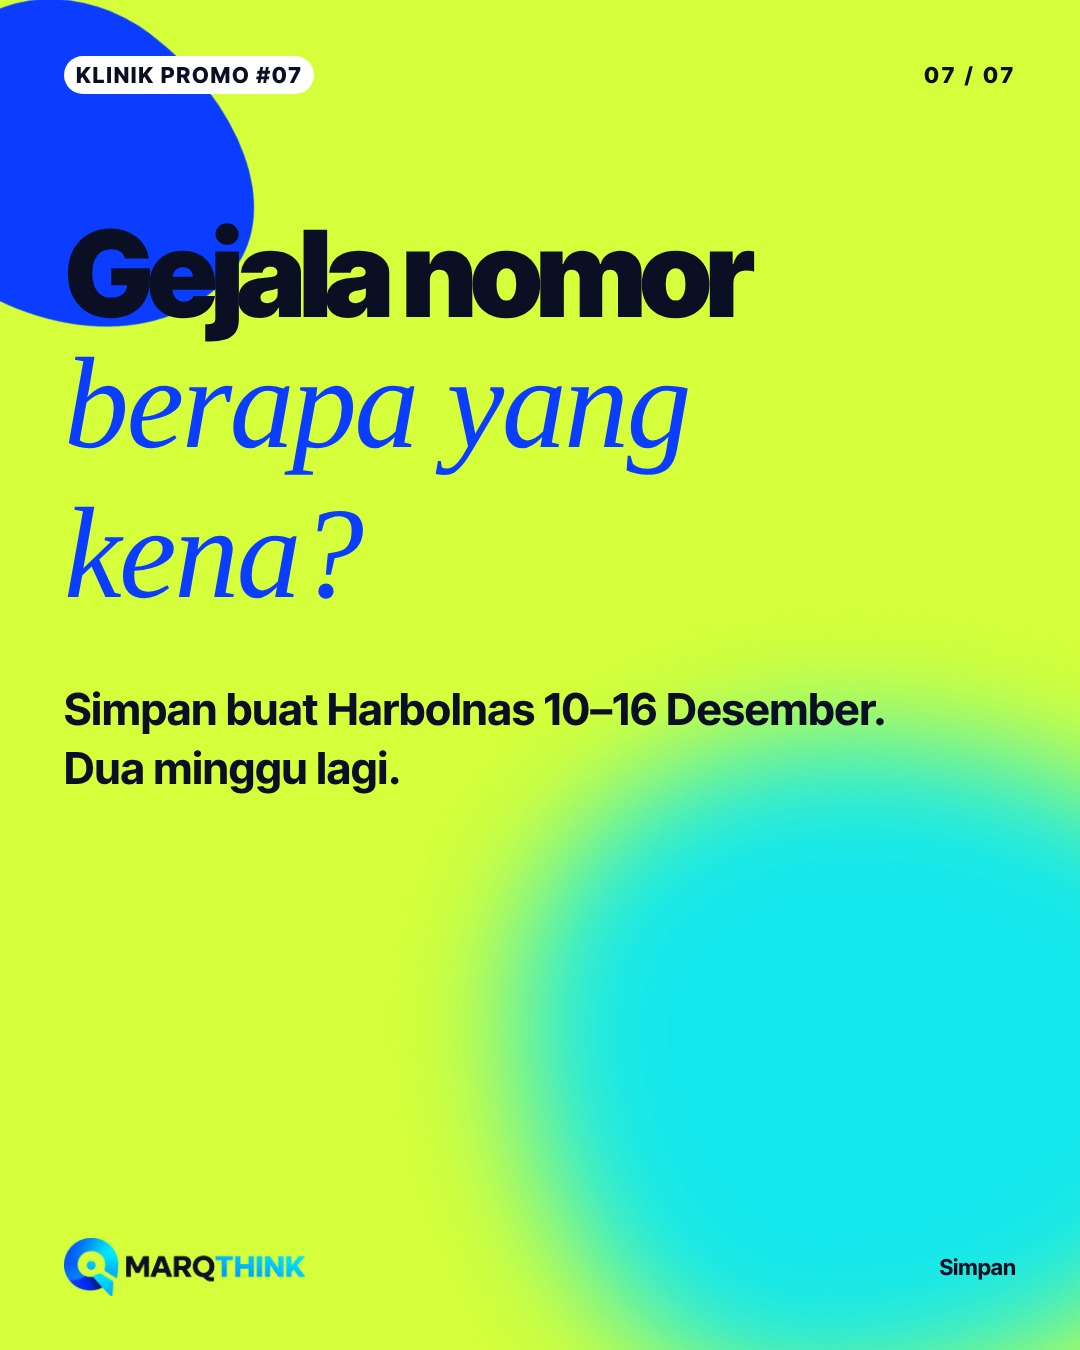 KLINIK PROMO #07
07 / 07
Gejala nomor
berapa yang
kena?
Simpan buat Harbolnas 10–16 Desember.
Dua minggu lagi.
MARQTHINK
Simpan